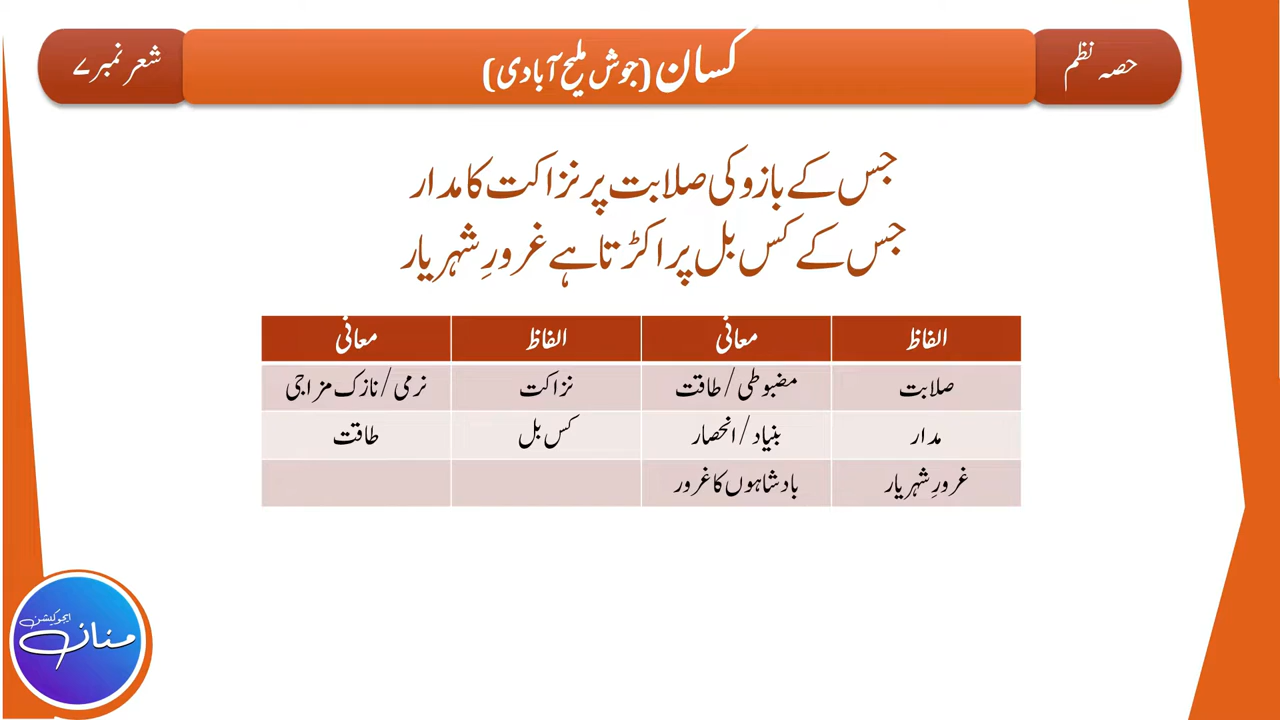 حصہ نظم
کسان (جوش ملیح آبادی)
شعر نمبر ۷
جس کے بازو کی صلابت پر نزاکت کا مدار
جس کے کس بل پر اکڑتا ہے غرورِ شہریار
الفاظ معانی الفاظ معانی
صلابت مضبوطی/طاقت نزاکت نرمی/نازک مزاجی
مدار بنیاد/انحصار کس بل طاقت
غرورِ شہریار بادشاہوں کا غرور
ایجوکیشن
منان